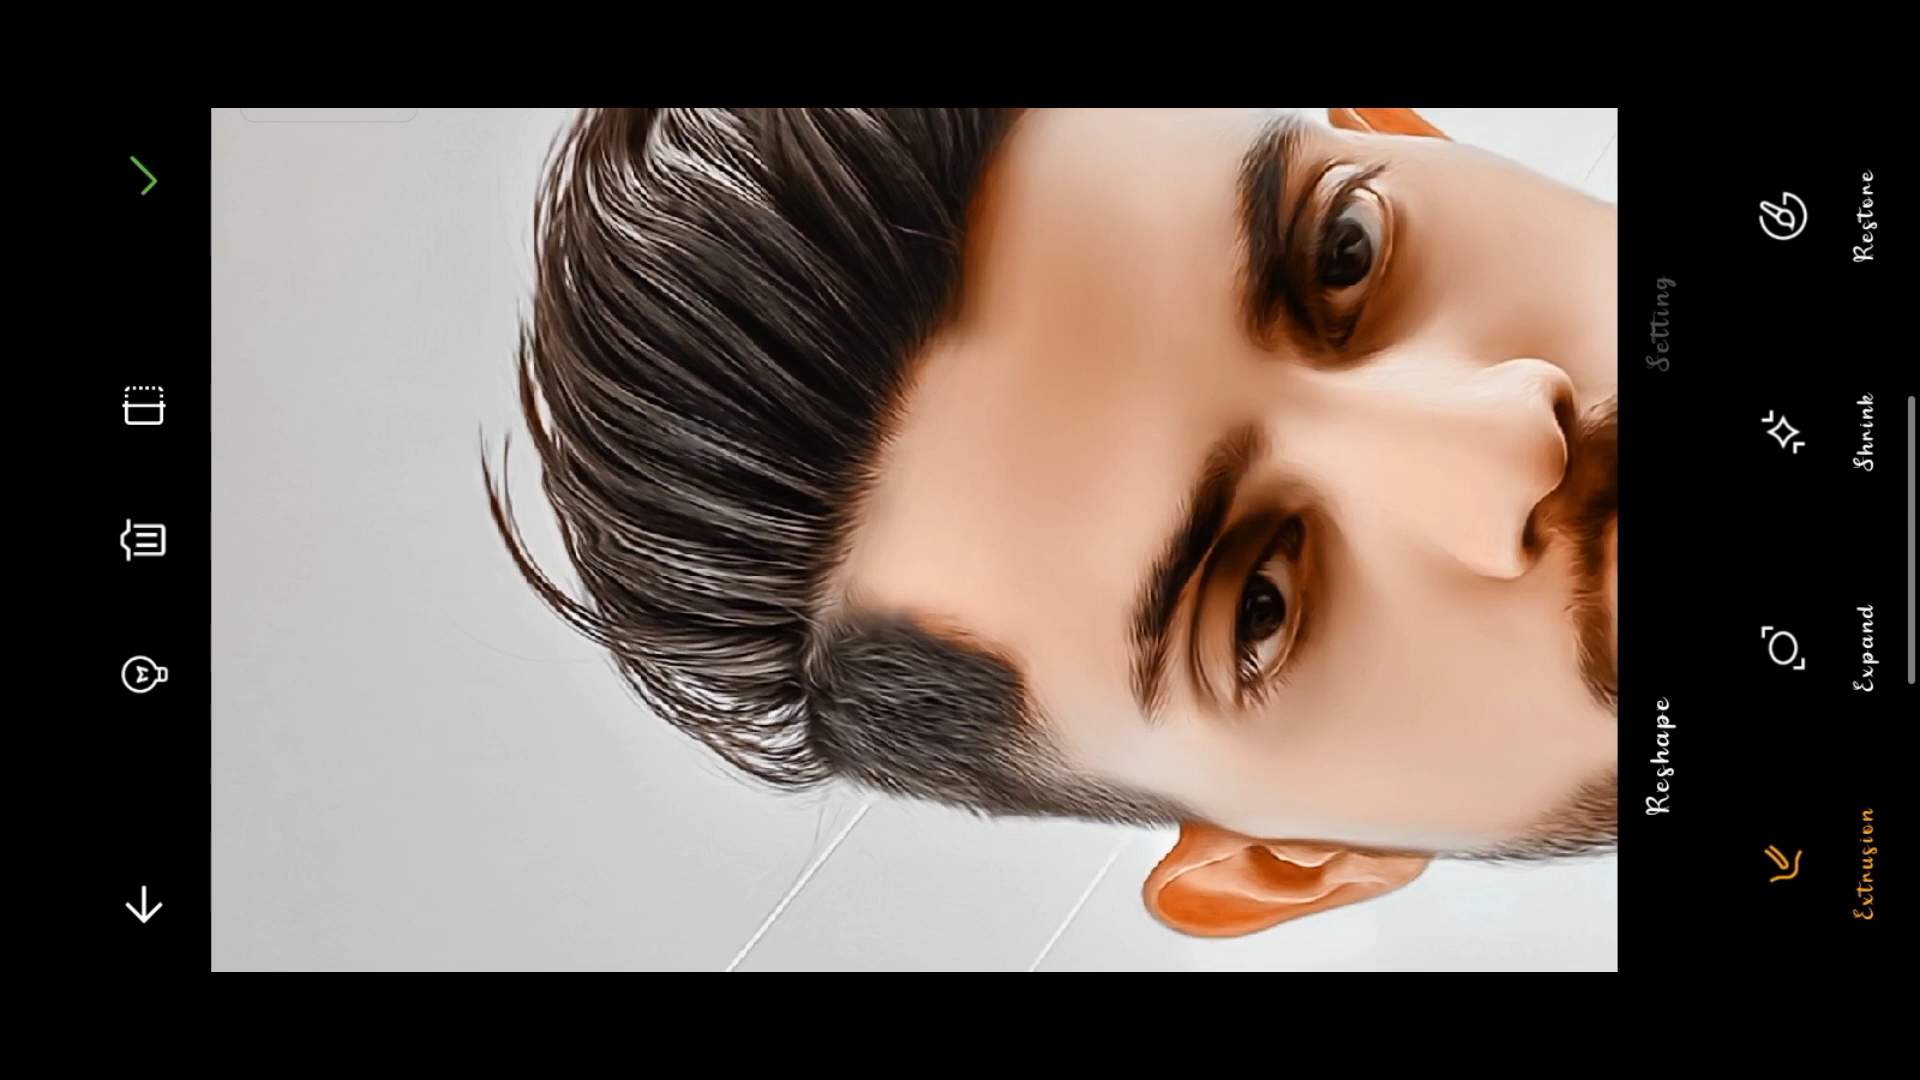 Reshape
Setting
Extrusion
Expand
Shrink
Restore